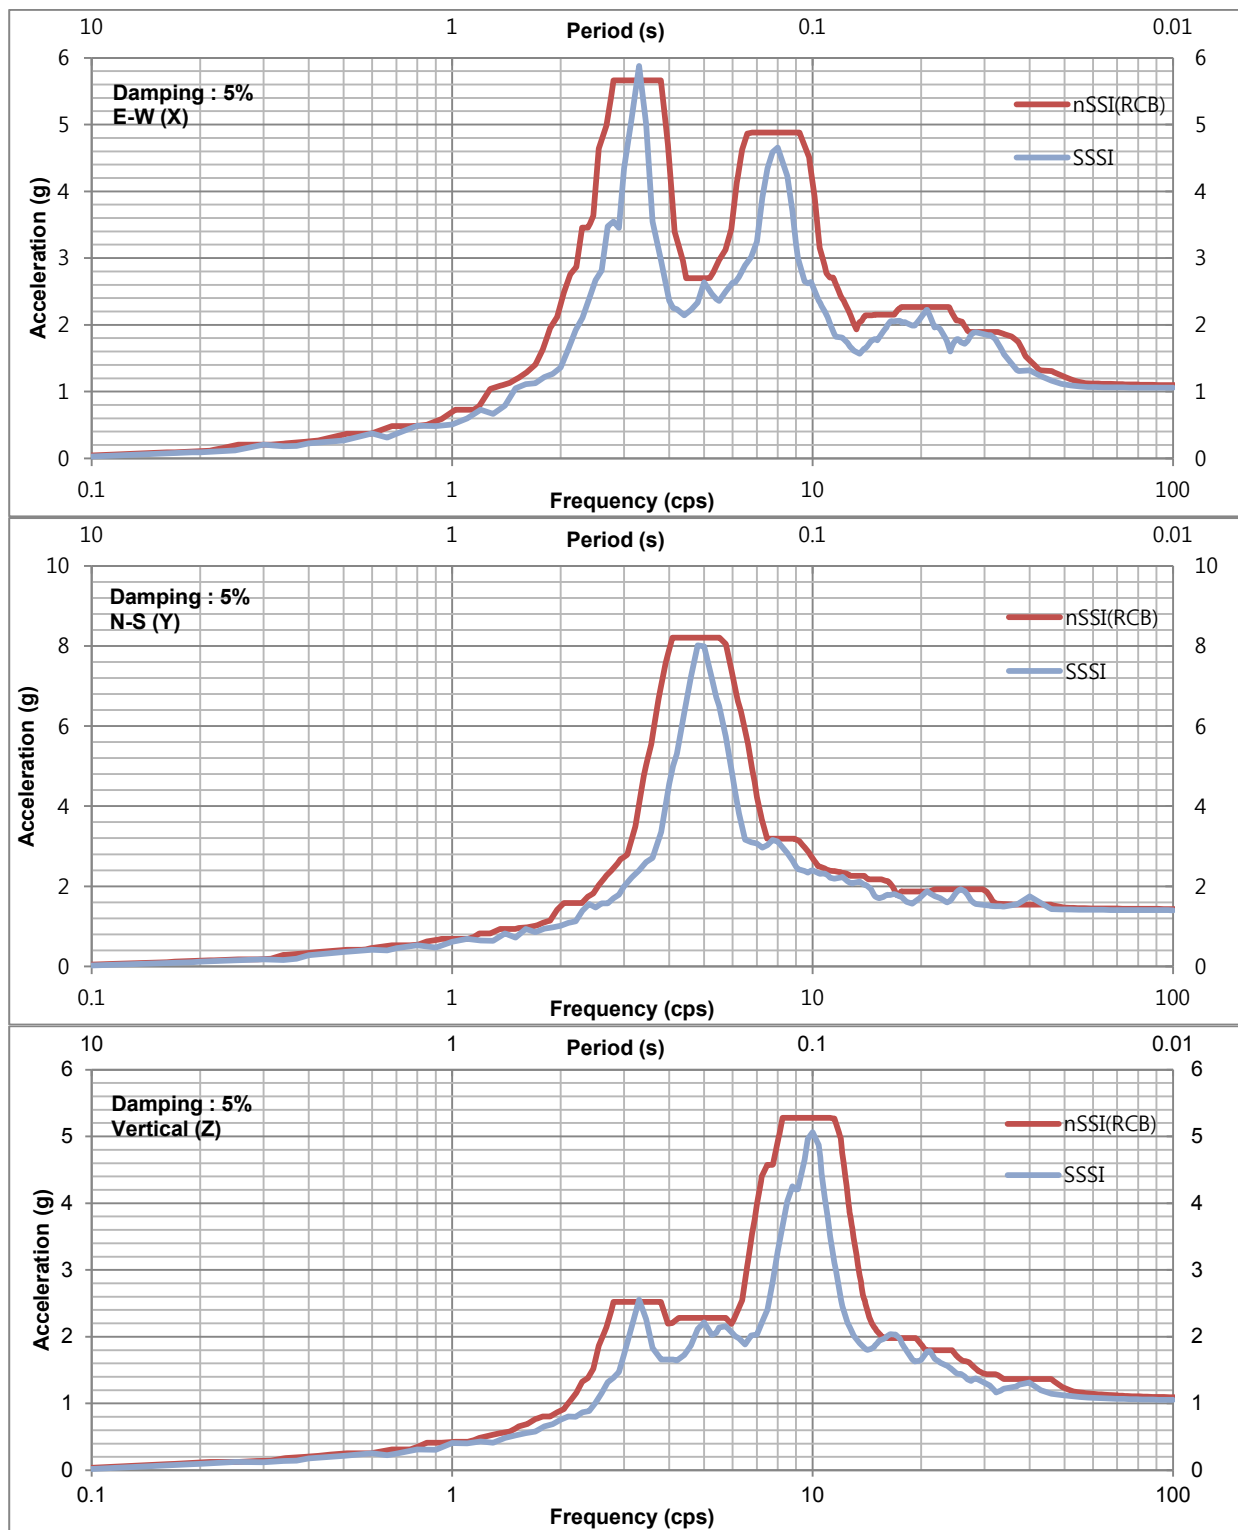 10 1 Period (s) 0.1 0.01
6 6
Damping : 5%
E-W (X)
nSSI(RCB)
5 5
SSSI
4 4
Acceleration (g)
3 3
2 2
1 1
0 0
0.1 1 Frequency (cps) 10 100
10 1 Period (s) 0.1 0.01
10 10
Damping : 5%
N-S (Y)
nSSI(RCB)
8 8
SSSI
6 6
Acceleration (g)
4 4
2 2
0 0
0.1 1 Frequency (cps) 10 100
10 1 Period (s) 0.1 0.01
6 6
Damping : 5%
Vertical (Z)
nSSI(RCB)
5 5
SSSI
4 4
Acceleration (g)
3 3
2 2
1 1
0 0
0.1 1 Frequency (cps) 10 100